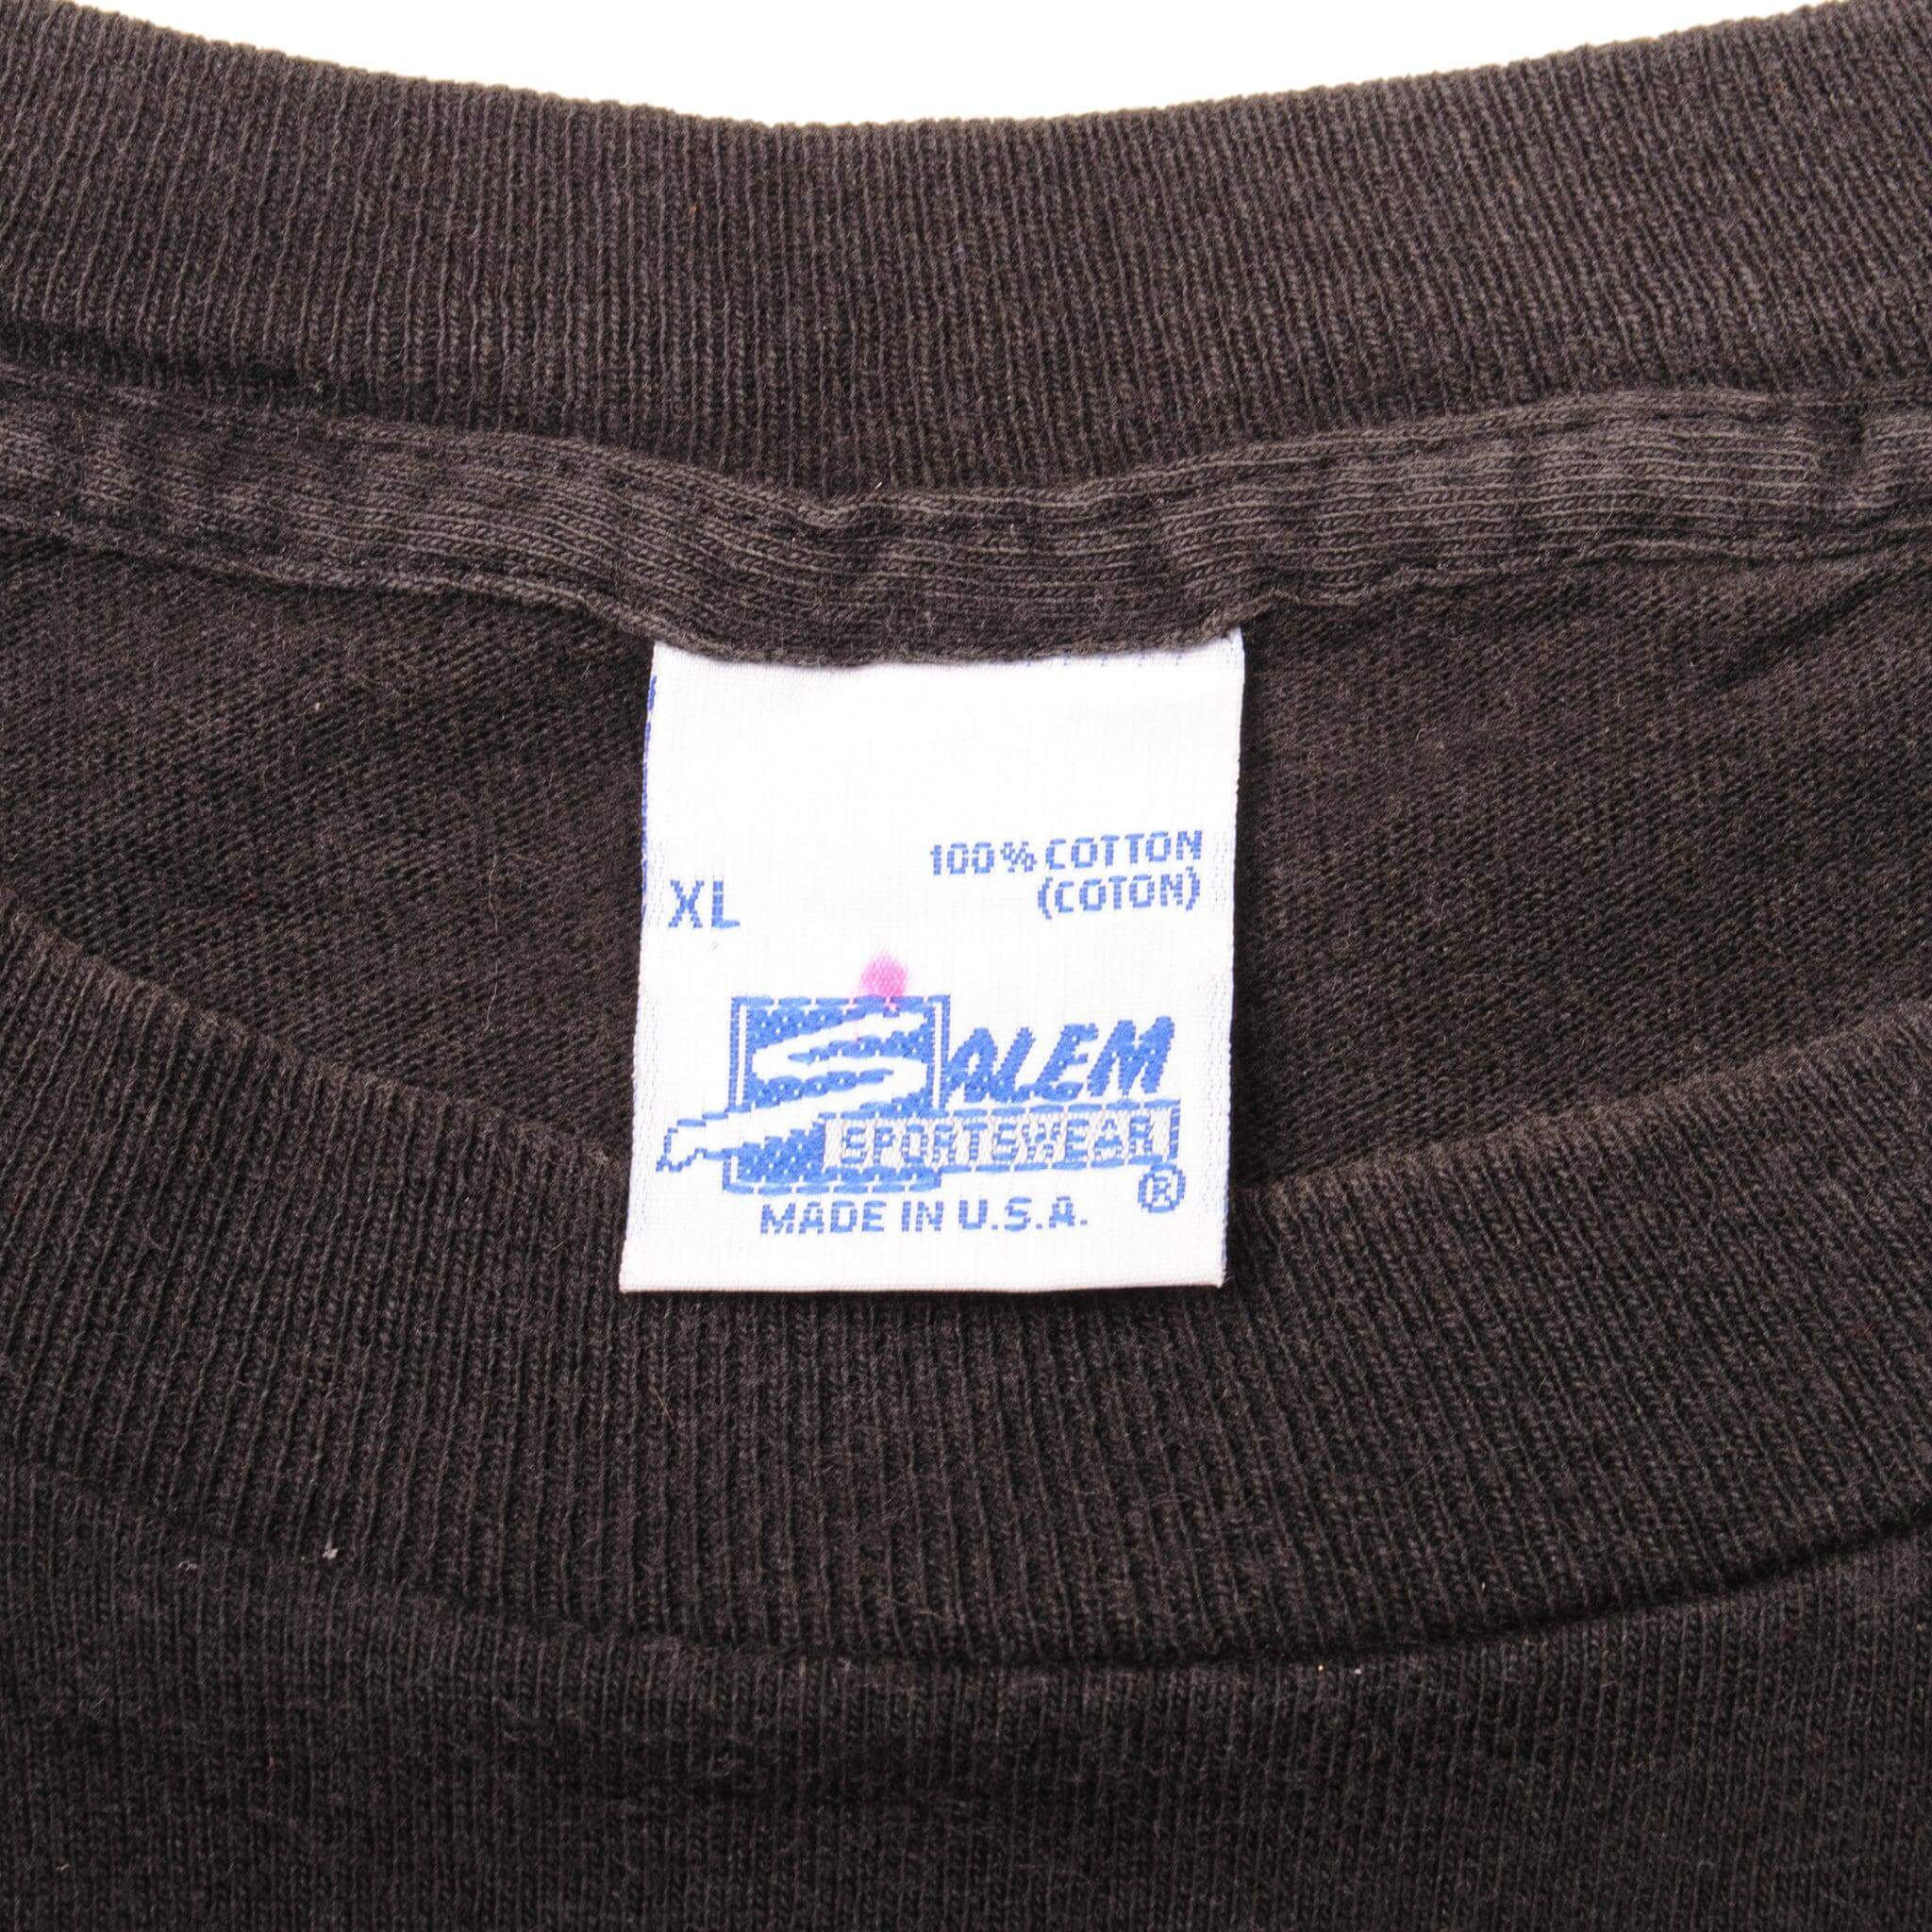 100% COTTON
(COTON)
XL
SALEM
SPORTSWEAR
®
MADE IN U.S.A.